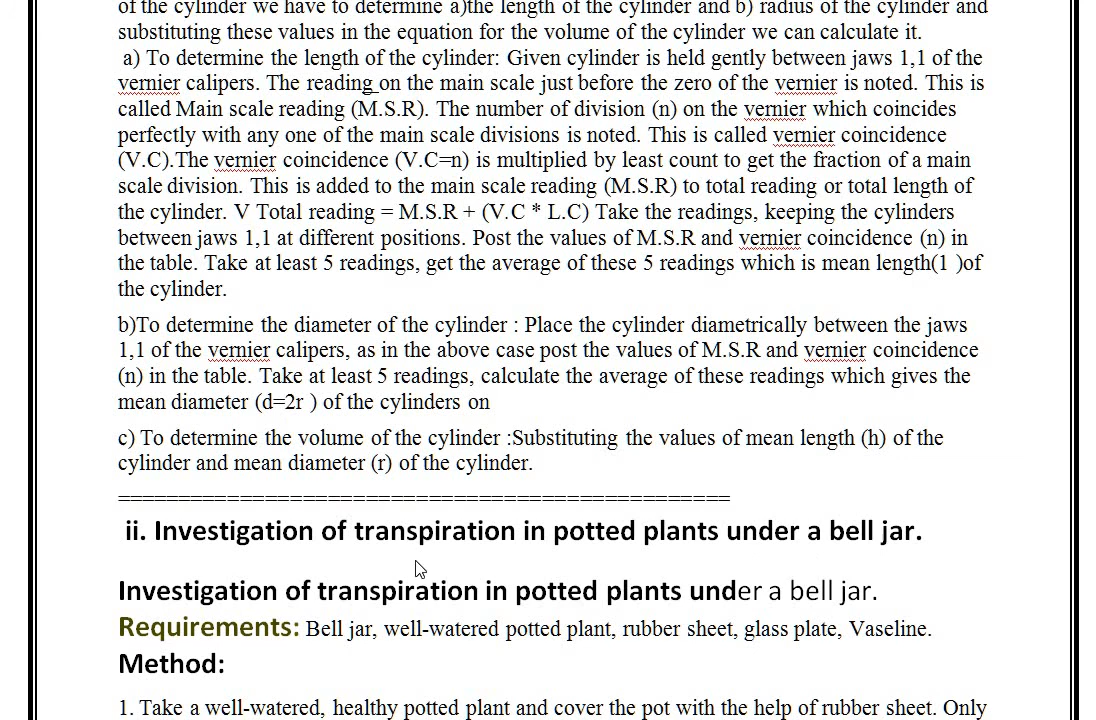 of the cylinder we have to determine a)the length of the cylinder and b) radius of the cylinder and
substituting these values in the equation for the volume of the cylinder we can calculate it.
a) To determine the length of the cylinder: Given cylinder is held gently between jaws 1,1 of the
vernier calipers. The reading on the main scale just before the zero of the vernier is noted. This is
called Main scale reading (M.S.R). The number of division (n) on the vernier which coincides
perfectly with any one of the main scale divisions is noted. This is called vernier coincidence
(V.C).The vernier coincidence (V.C=n) is multiplied by least count to get the fraction of a main
scale division. This is added to the main scale reading (M.S.R) to total reading or total length of
the cylinder. V Total reading = M.S.R + (V.C * L.C) Take the readings, keeping the cylinders
between jaws 1,1 at different positions. Post the values of M.S.R and vernier coincidence (n) in
the table. Take at least 5 readings, get the average of these 5 readings which is mean length(1 )of
the cylinder.
b)To determine the diameter of the cylinder : Place the cylinder diametrically between the jaws
1,1 of the vernier calipers, as in the above case post the values of M.S.R and vernier coincidence
(n) in the table. Take at least 5 readings, calculate the average of these readings which gives the
mean diameter (d=2r ) of the cylinders on
c) To determine the volume of the cylinder :Substituting the values of mean length (h) of the
cylinder and mean diameter (r) of the cylinder.
===================================================
ii. Investigation of transpiration in potted plants under a bell jar.
Investigation of transpiration in potted plants under a bell jar.
Requirements: Bell jar, well-watered potted plant, rubber sheet, glass plate, Vaseline.
Method:
1. Take a well-watered, healthy potted plant and cover the pot with the help of rubber sheet. Only